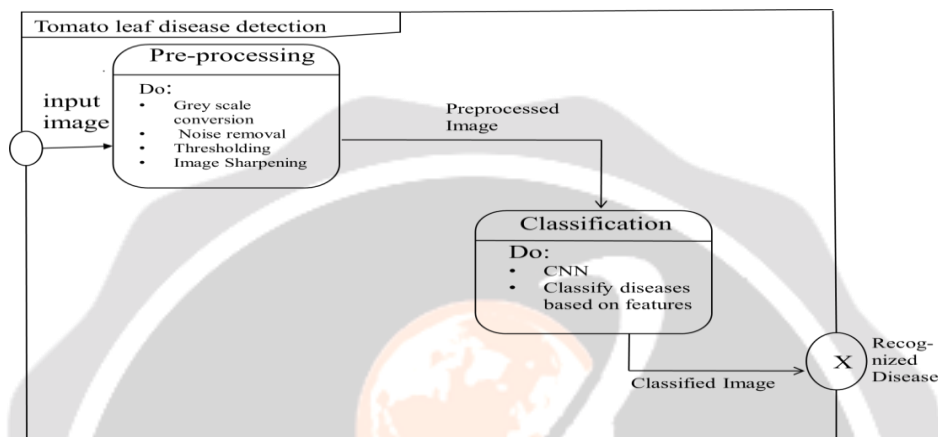 Tomato leaf disease detection
Pre-processing
Do:
• Grey scale
conversion
• Noise removal
• Thresholding
• Image Sharpening
input
image
Preprocessed
Image
Classification
Do:
• CNN
• Classify diseases
based on features
Classified Image
X
Recog-
nized
Disease